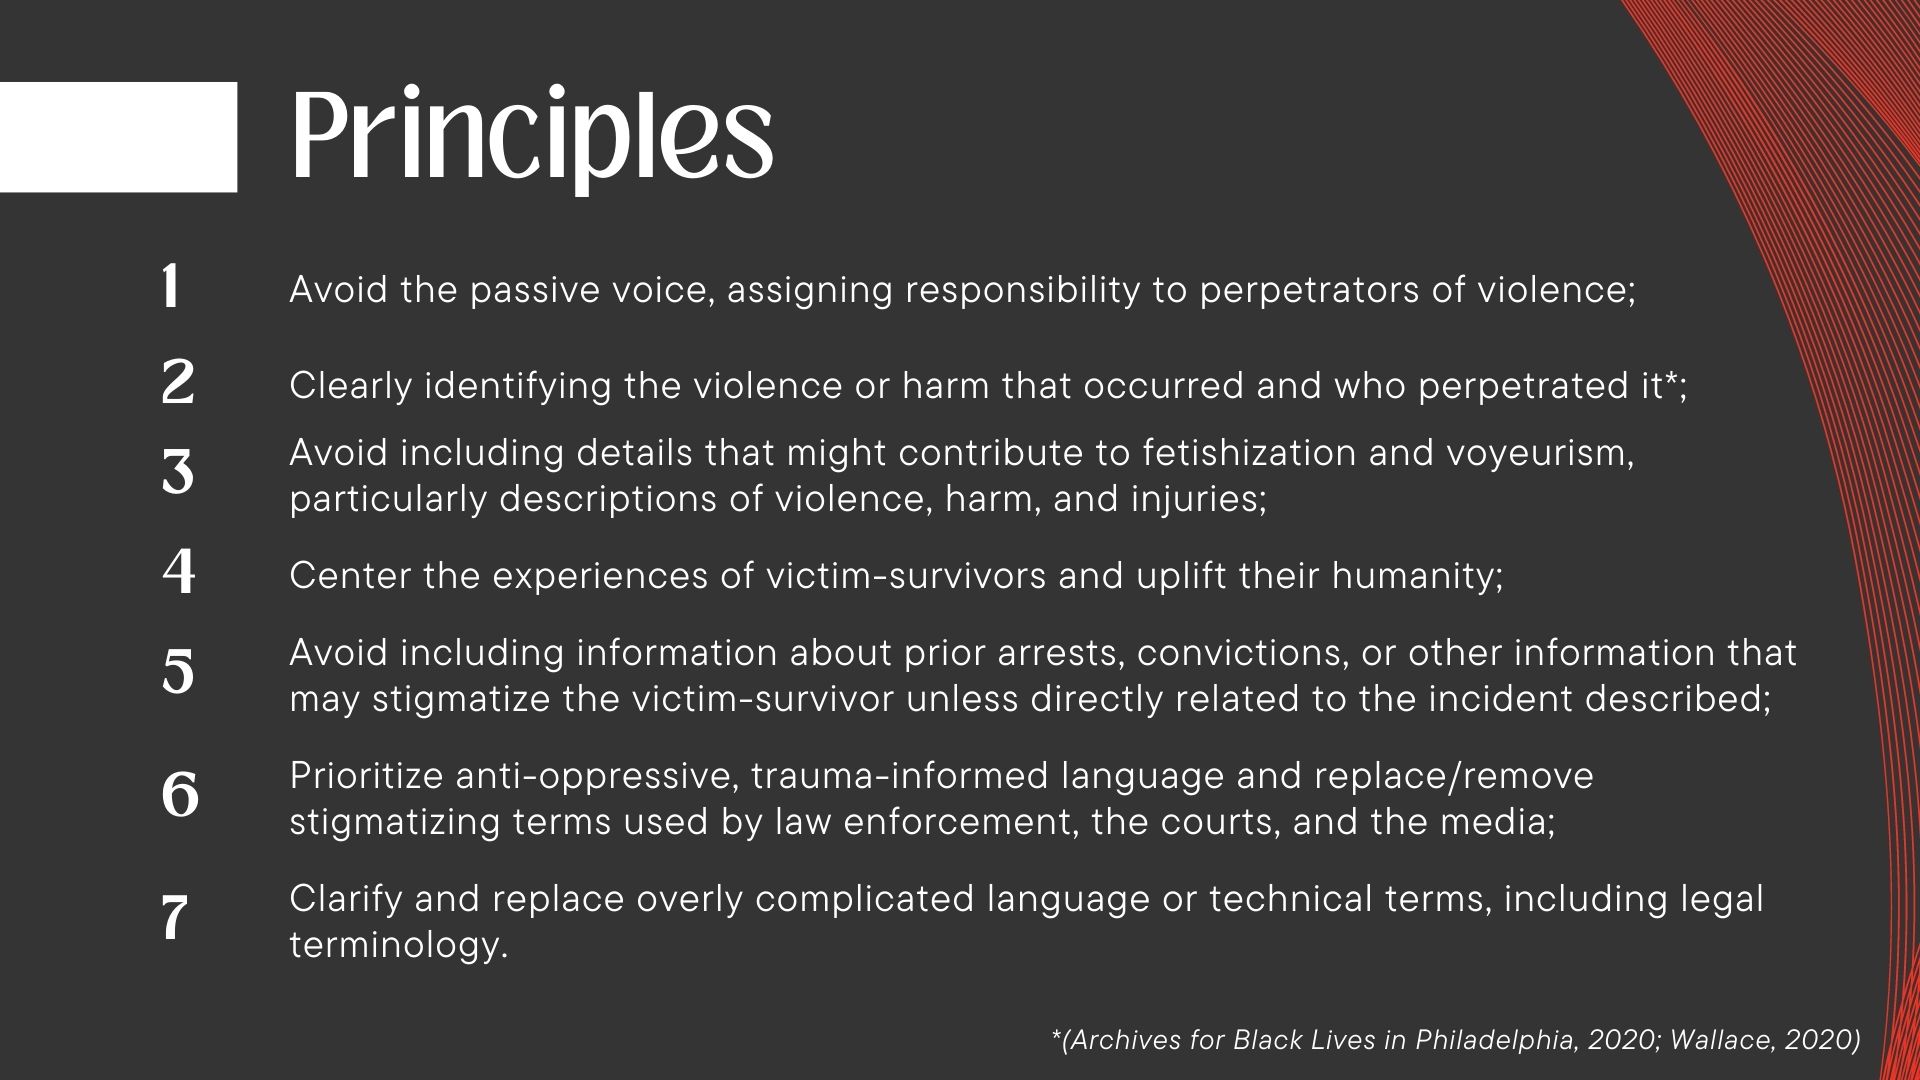 Principles
1
Avoid the passive voice, assigning responsibility to perpetrators of violence;
2
Clearly identifying the violence or harm that occurred and who perpetrated it*;
3
Avoid including details that might contribute to fetishization and voyeurism,
particularly descriptions of violence, harm, and injuries;
4
Center the experiences of victim-survivors and uplift their humanity;
5
Avoid including information about prior arrests, convictions, or other information that
may stigmatize the victim-survivor unless directly related to the incident described;
6
Prioritize anti-oppressive, trauma-informed language and replace/remove
stigmatizing terms used by law enforcement, the courts, and the media;
7
Clarify and replace overly complicated language or technical terms, including legal
terminology.
*(Archives for Black Lives in Philadelphia, 2020; Wallace, 2020)